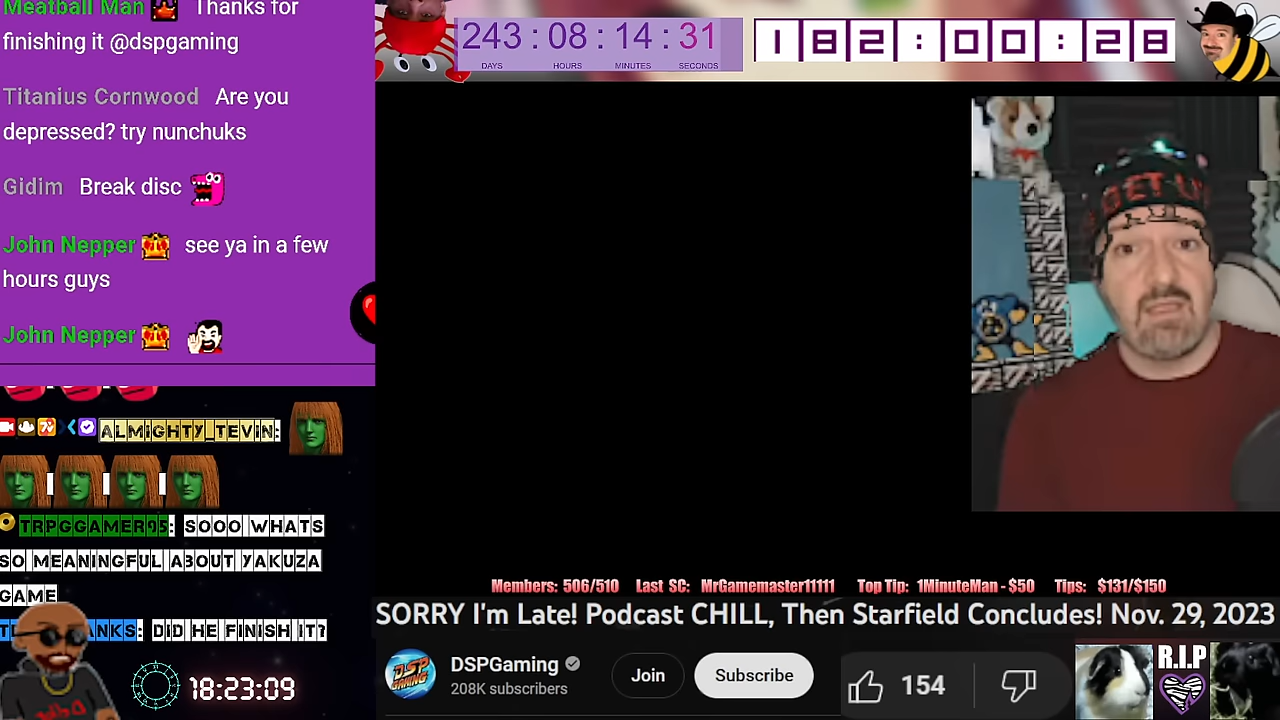 Meatball Man Thanks for
finishing it @dspgaming
Titanius Cornwood Are you
depressed? try nunchuks
Gidim Break disc
John Nepper see ya in a few
hours guys
John Nepper
ALMIGHTY_TEVIN:
TRPGGAMER95: SOOO WHATS
SO MEANINGFUL ABOUT YAKUZA
GAME
ANKS: DID HE FINISH IT?
18:23:09
243 : 08 : 14 : 31
DAYS HOURS MINUTES SECONDS
182:00:28
Members: 506/510 Last SC: MrGamemaster11111 Top Tip: 1MinuteMan - $50 Tips: $131/$150
SORRY I'm Late! Podcast CHILL, Then Starfield Concludes! Nov. 29, 2023
DSP GAMING
DSPGaming
208K subscribers
Join
Subscribe
154
R.I.P